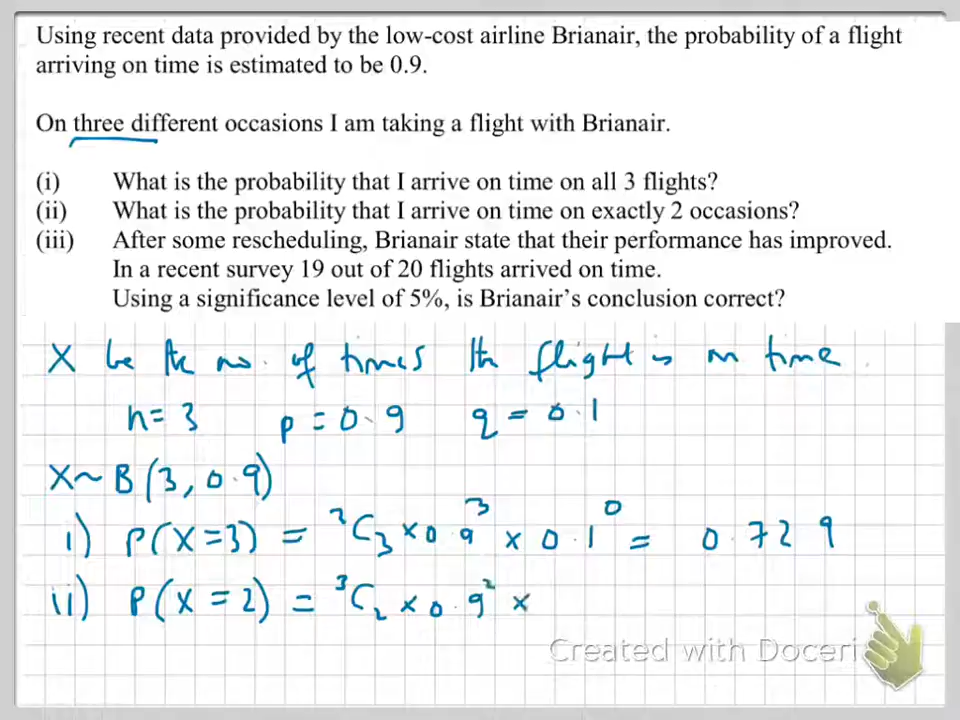 Using recent data provided by the low-cost airline Brianair, the probability of a flight
arriving on time is estimated to be 0.9.
On three different occasions I am taking a flight with Brianair.
(i) What is the probability that I arrive on time on all 3 flights?
(ii) What is the probability that I arrive on time on exactly 2 occasions?
(iii) After some rescheduling, Brianair state that their performance has improved.
In a recent survey 19 out of 20 flights arrived on time.
Using a significance level of 5%, is Brianair's conclusion correct?
X be the no. of times the flight is on time
n = 3 p = 0.9 q = 0.1
X ~ B(3, 0.9)
i) P(X = 3) = ³C₃ × 0.9³ × 0.1⁰ = 0.729
ii) P(X = 2) = ³C₂ × 0.9² ×
Created with Doceri